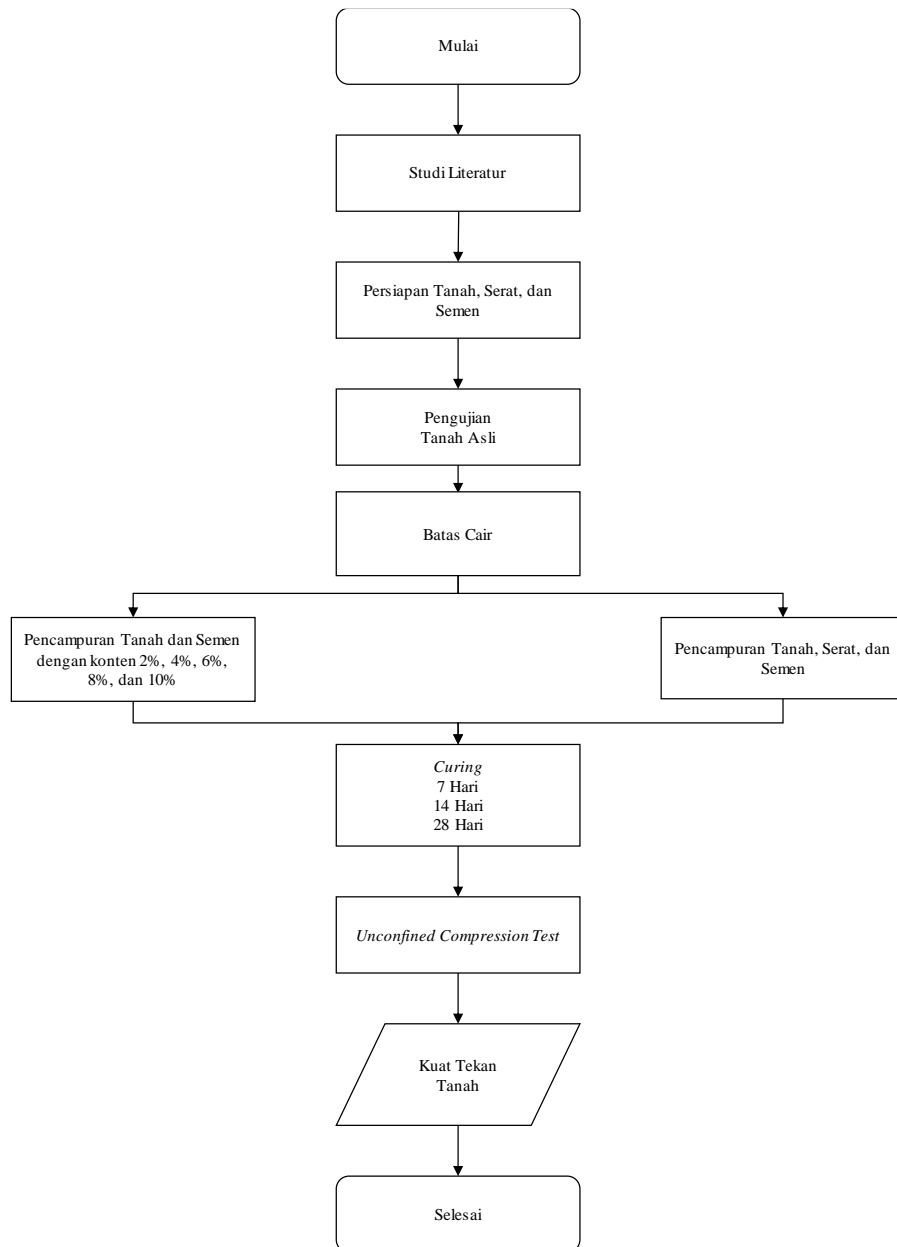 Mulai
Studi Literatur
Persiapan Tanah, Serat, dan
Semen
Pengujian
Tanah Asli
Batas Cair
Pencampuran Tanah dan Semen
dengan konten 2%, 4%, 6%,
8%, dan 10%
Pencampuran Tanah, Serat, dan
Semen
Curing
7 Hari
14 Hari
28 Hari
Unconfined Compression Test
Kuat Tekan
Tanah
Selesai